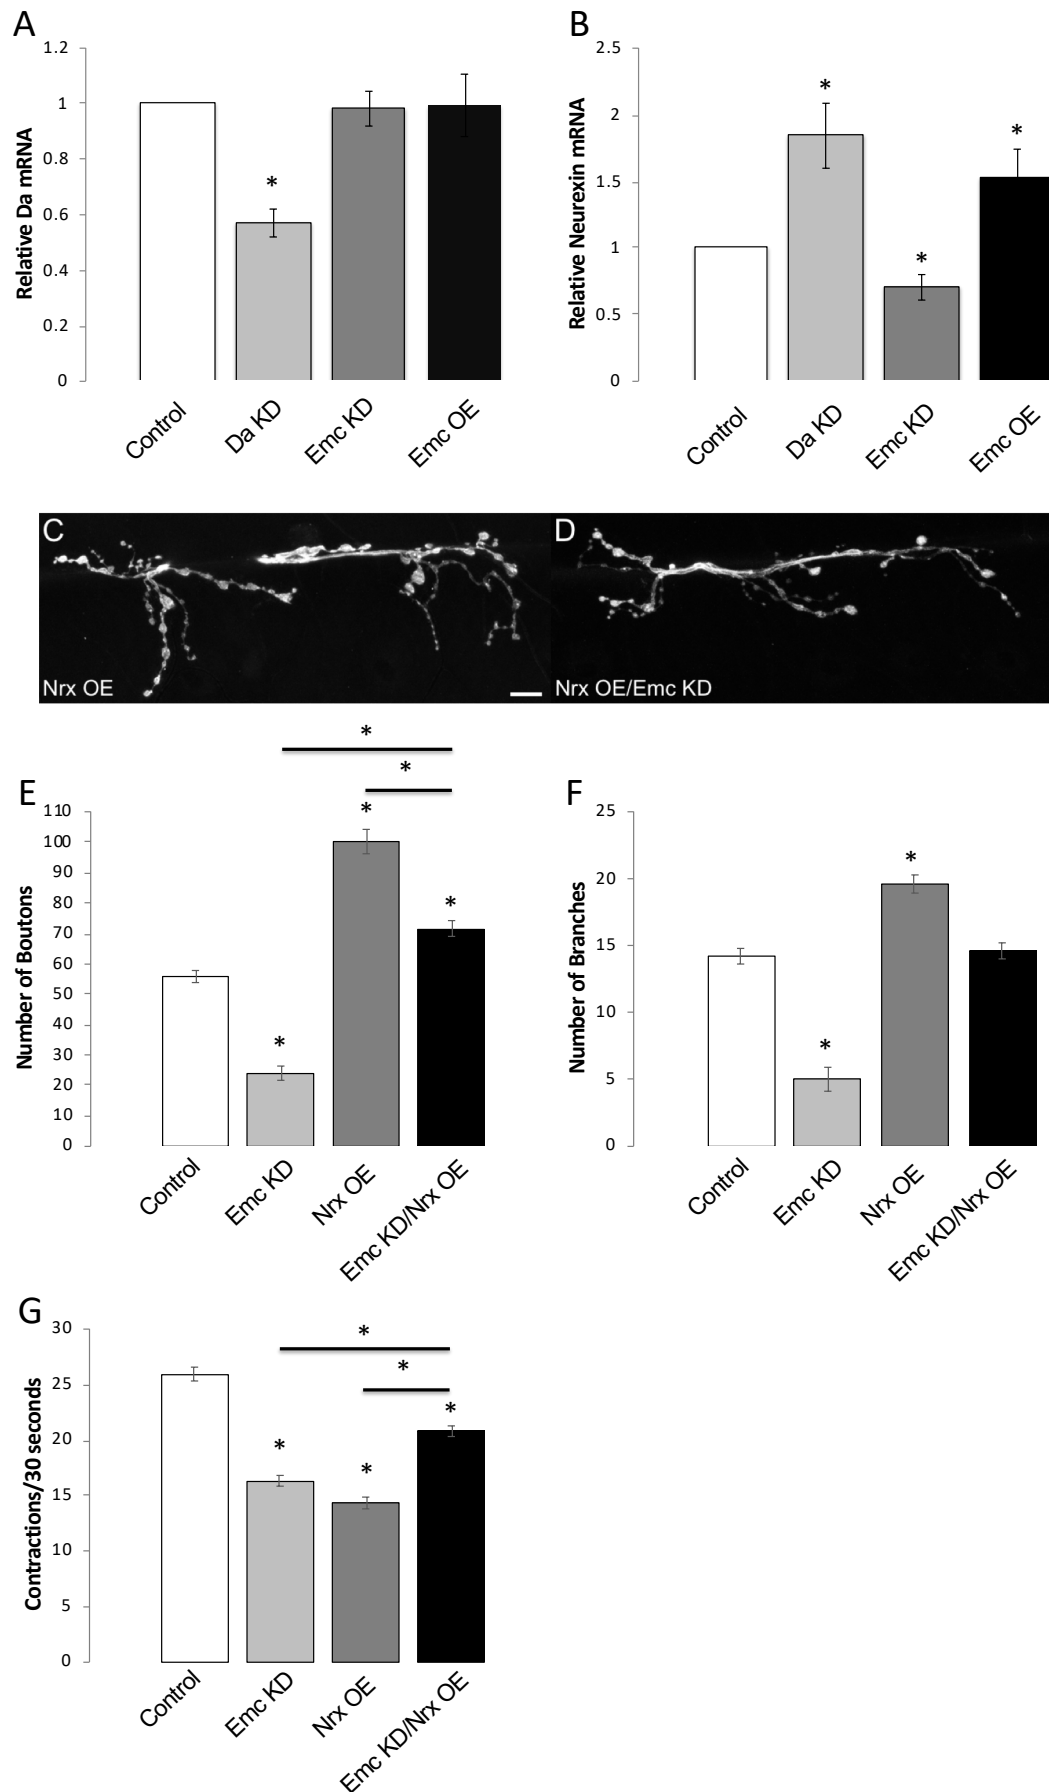 A
1.2
1
0.8
0.6
0.4
0.2
0
Relative Da mRNA
*
Control
Da KD
Emc KD
Emc OE
B
2.5
2
1.5
1
0.5
0
Relative Neurexin mRNA
*
*
*
Control
Da KD
Emc KD
Emc OE
C
Nrx OE
D
Nrx OE/Emc KD
E
*
*
110
100
90
80
70
60
50
40
30
20
10
0
Number of Boutons
*
*
*
Control
Emc KD
Nrx OE
Emc KD/Nrx OE
F
25
20
15
10
5
0
Number of Branches
*
*
Control
Emc KD
Nrx OE
Emc KD/Nrx OE
G
30
25
20
15
10
5
0
Contractions/30 seconds
*
*
*
*
*
Control
Emc KD
Nrx OE
Emc KD/Nrx OE